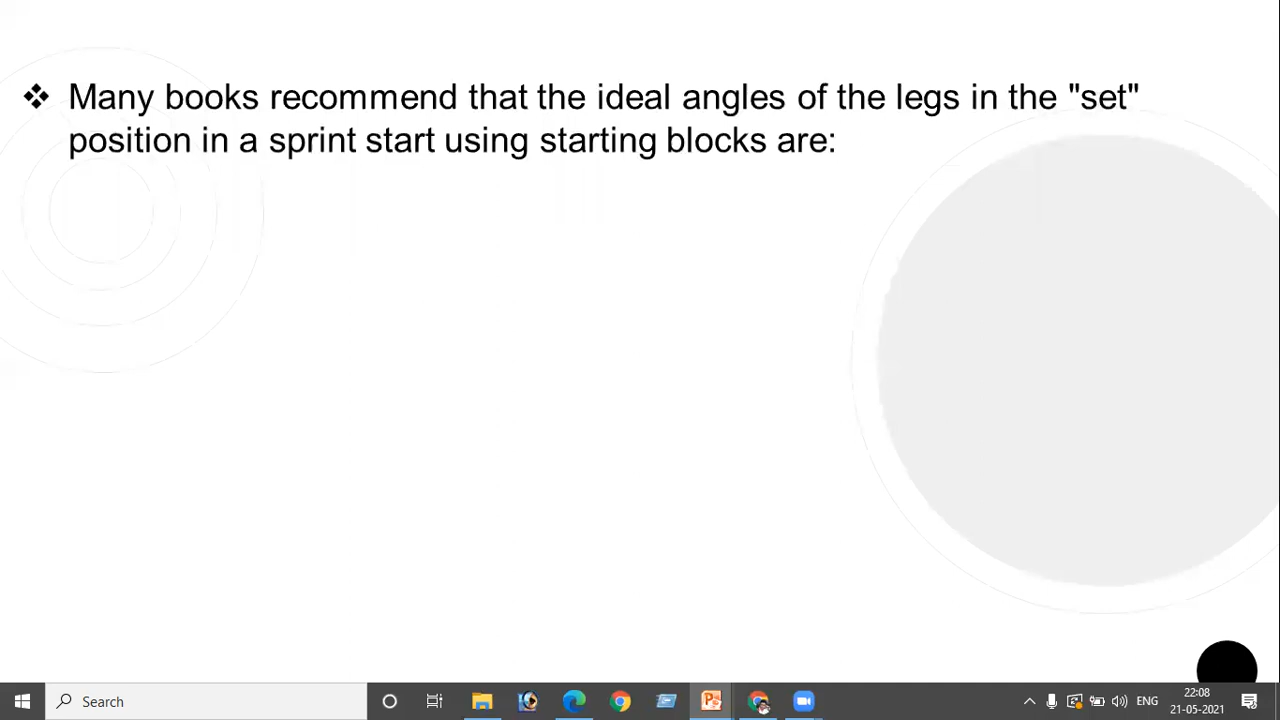 ❖ Many books recommend that the ideal angles of the legs in the "set"
position in a sprint start using starting blocks are:
Search
ENG
22:08
21-05-2021